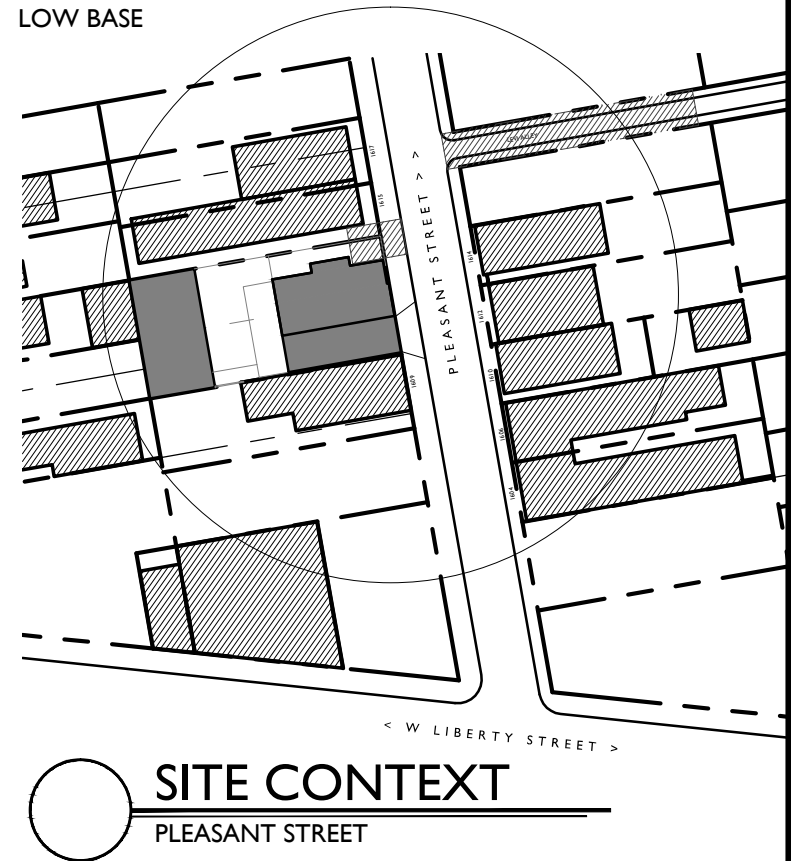 LOW BASE
1617
1615
PLEASANT STREET > >
1614
1612
1610
1609
1606
1604
< W LIBERTY STREET >
SITE CONTEXT
PLEASANT STREET